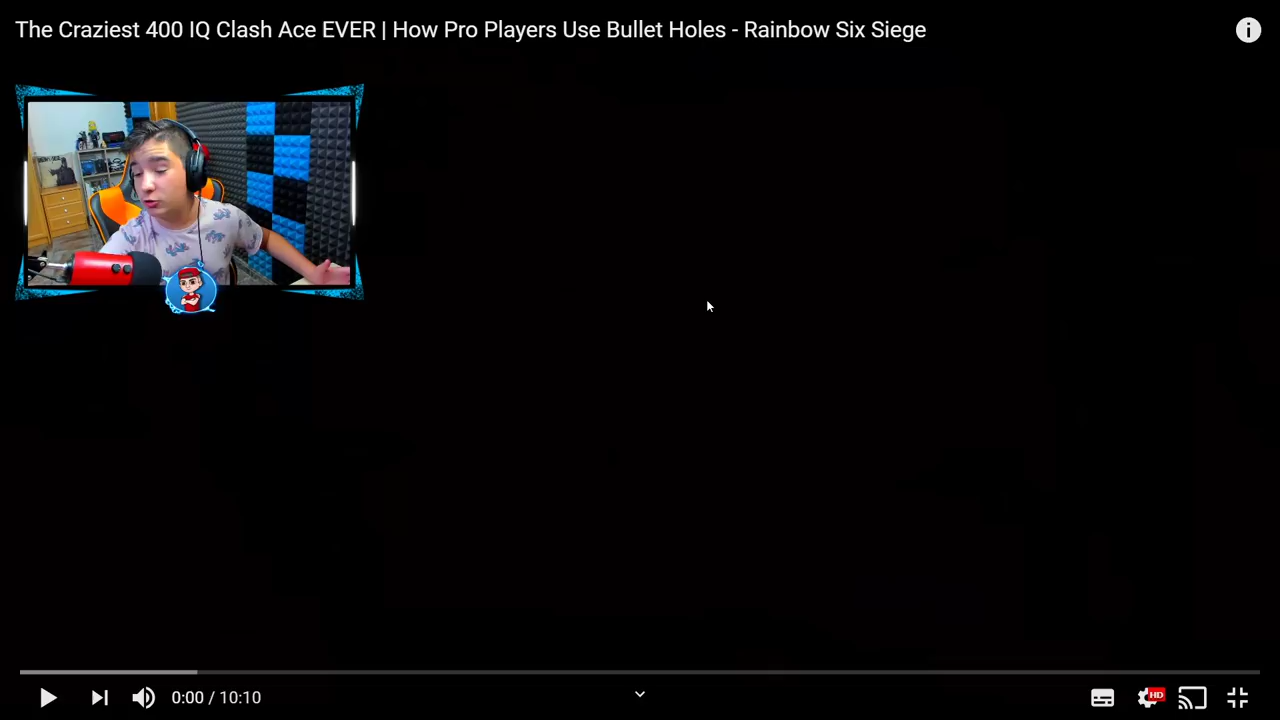 The Craziest 400 IQ Clash Ace EVER | How Pro Players Use Bullet Holes - Rainbow Six Siege
0:00 / 10:10
HD